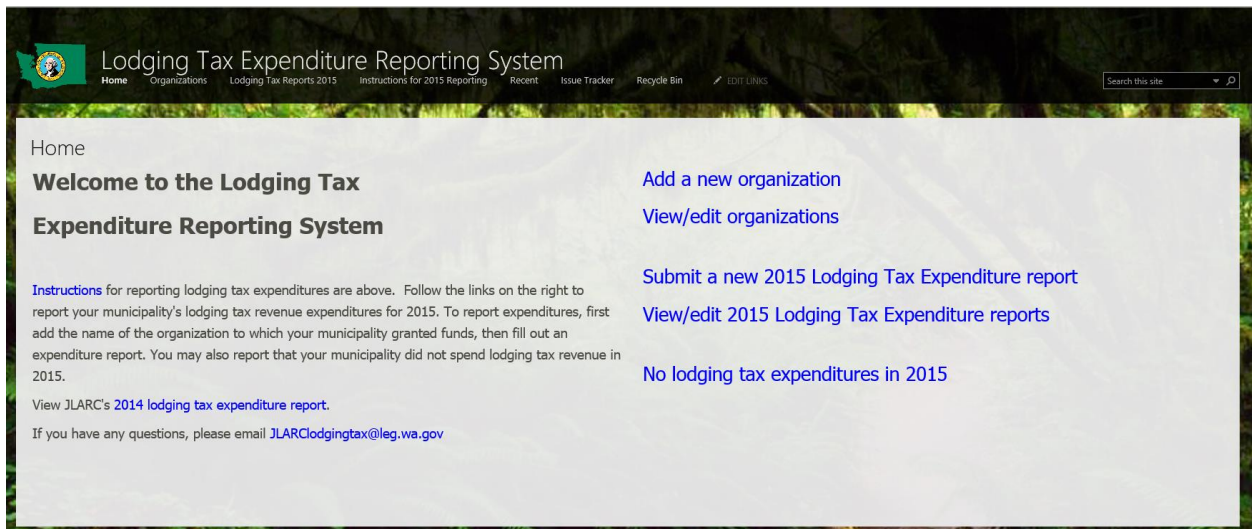 Lodging Tax Expenditure Reporting System
Home Organizations Lodging Tax Reports 2015 Instructions for 2015 Reporting Recent Issue Tracker Recycle Bin EDIT LINKS
Search this site
Home
Welcome to the Lodging Tax
Expenditure Reporting System
Instructions for reporting lodging tax expenditures are above. Follow the links on the right to
report your municipality's lodging tax revenue expenditures for 2015. To report expenditures, first
add the name of the organization to which your municipality granted funds, then fill out an
expenditure report. You may also report that your municipality did not spend lodging tax revenue in
2015.
View JLARC's 2014 lodging tax expenditure report.
If you have any questions, please email JLARClodgingtax@leg.wa.gov
Add a new organization
View/edit organizations
Submit a new 2015 Lodging Tax Expenditure report
View/edit 2015 Lodging Tax Expenditure reports
No lodging tax expenditures in 2015